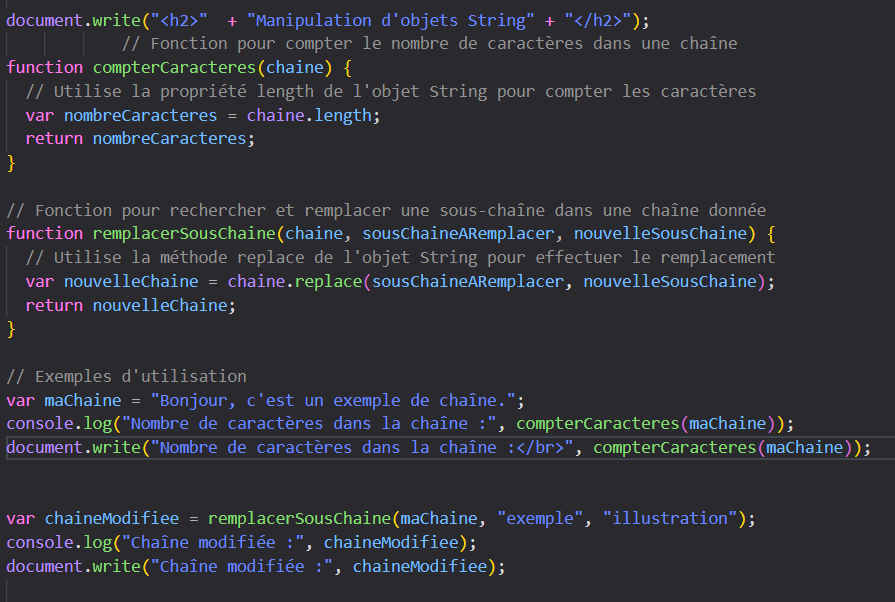 document.write("<h2>"  + "Manipulation d'objets String" + "</h2>");
// Fonction pour compter le nombre de caractères dans une chaîne
function compterCaracteres(chaine) {
// Utilise la propriété length de l'objet String pour compter les caractères
var nombreCaracteres = chaine.length;
return nombreCaracteres;
}
// Fonction pour rechercher et remplacer une sous-chaîne dans une chaîne donnée
function remplacerSousChaine(chaine, sousChaineARemplacer, nouvelleSousChaine) {
// Utilise la méthode replace de l'objet String pour effectuer le remplacement
var nouvelleChaine = chaine.replace(sousChaineARemplacer, nouvelleSousChaine);
return nouvelleChaine;
}
// Exemples d'utilisation
var maChaine = "Bonjour, c'est un exemple de chaîne.";
console.log("Nombre de caractères dans la chaîne :", compterCaracteres(maChaine));
document.write("Nombre de caractères dans la chaîne :</br>", compterCaracteres(maChaine));
var chaineModifiee = remplacerSousChaine(maChaine, "exemple", "illustration");
console.log("Chaîne modifiée :", chaineModifiee);
document.write("Chaîne modifiée :", chaineModifiee);